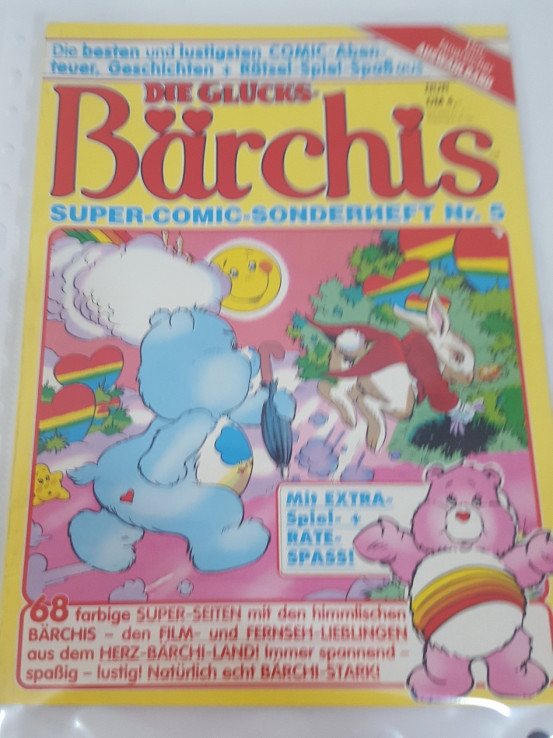 Die besten und lustigsten COMIC-Aben-
teuer, Geschichten + Rätsel-Spiel-Spaß aus
DIE GLÜCKS-
Bärchis
SUPER-COMIC-SONDERHEFT Nr. 5
Mit EXTRA-
Spiel- +
RATE-
SPASS!
68 farbige SUPER-SEITEN mit den himmlischen
BÄRCHIS – den FILM- und FERNSEH-LIEBLINGEN
aus dem HERZ-BÄRCHI-LAND! Immer spannend –
spaßig – lustig! Natürlich echt BÄRCHI-STARK!